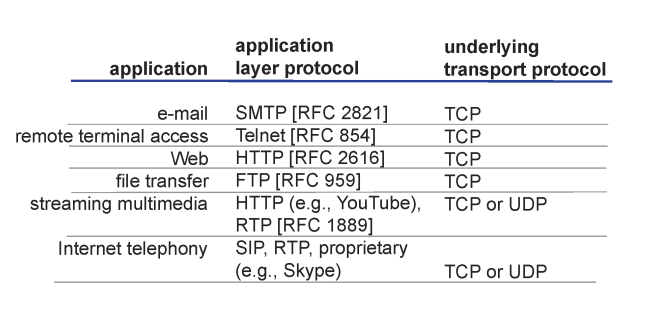 application application layer protocol underlying transport protocol
e-mail SMTP [RFC 2821] TCP
remote terminal access Telnet [RFC 854] TCP
Web HTTP [RFC 2616] TCP
file transfer FTP [RFC 959] TCP
streaming multimedia HTTP (e.g., YouTube), TCP or UDP
RTP [RFC 1889]
Internet telephony SIP, RTP, proprietary
(e.g., Skype) TCP or UDP